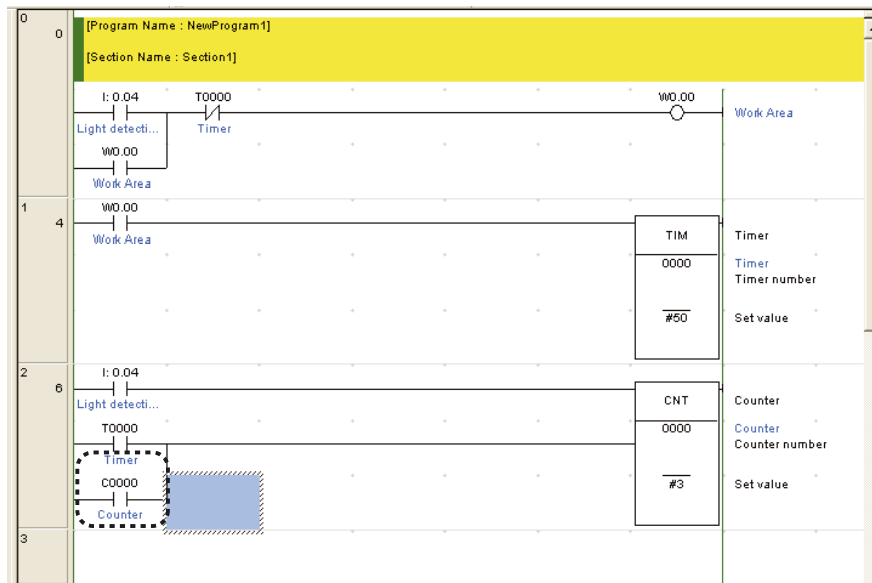 0
0
[Program Name : NewProgram1]
[Section Name : Section1]
I: 0.04 T0000 W0.00
Light detecti... Timer Work Area
W0.00
Work Area
1
4
W0.00
Work Area
TIM Timer
0000 Timer
Timer number
#50 Set value
2
6
I: 0.04
Light detecti...
CNT Counter
T0000 0000 Counter
Timer Counter number
C0000 #3 Set value
Counter
3